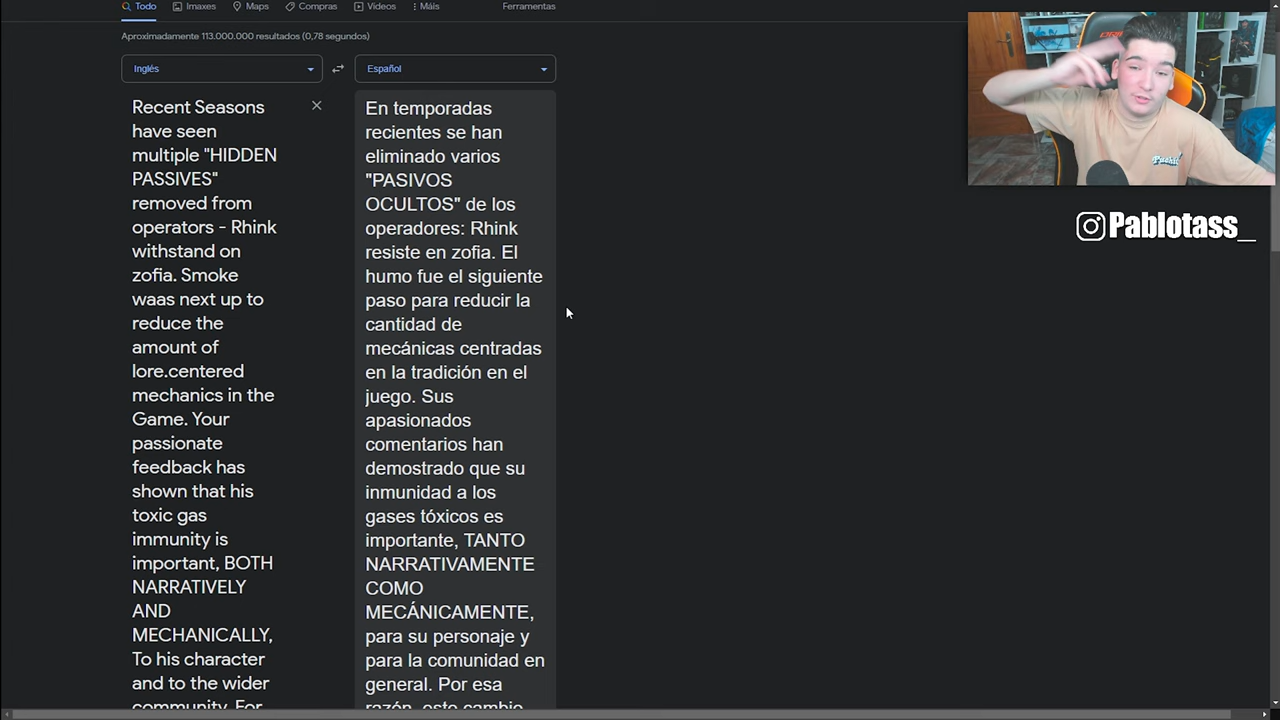 Todo
Imaxes
Maps
Compras
Vídeos
Máis
Ferramentas
Aproximadamente 113.000.000 resultados (0,78 segundos)
Inglés
Español
Recent Seasons
have seen
multiple "HIDDEN
PASSIVES"
removed from
operators - Rhink
withstand on
zofia. Smoke
waas next up to
reduce the
amount of
lore.centered
mechanics in the
Game. Your
passionate
feedback has
shown that his
toxic gas
immunity is
important, BOTH
NARRATIVELY
AND
MECHANICALLY,
To his character
and to the wider
community. For
En temporadas
recientes se han
eliminado varios
"PASIVOS
OCULTOS" de los
operadores: Rhink
resiste en zofia. El
humo fue el siguiente
paso para reducir la
cantidad de
mecánicas centradas
en la tradición en el
juego. Sus
apasionados
comentarios han
demostrado que su
inmunidad a los
gases tóxicos es
importante, TANTO
NARRATIVAMENTE
COMO
MECÁNICAMENTE,
para su personaje y
para la comunidad en
general. Por esa
razón, este cambio
Pablotass_